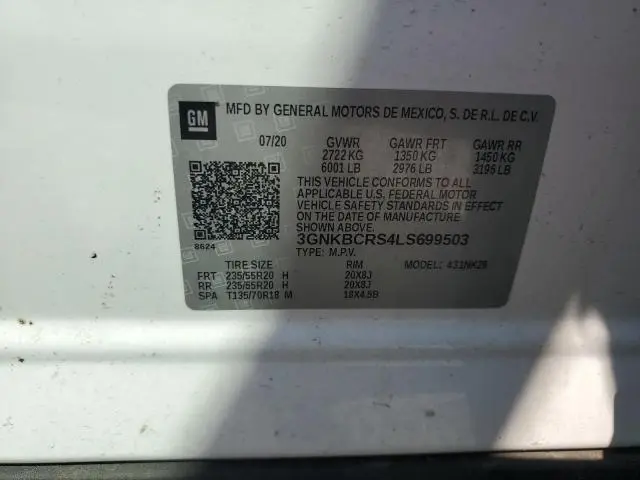 GM
MFD BY GENERAL MOTORS DE MEXICO, S. DE R.L. DE C.V.
07/20 GVWR GAWR FRT GAWR RR
2722 KG 1350 KG 1450 KG
6001 LB 2976 LB 3196 LB
THIS VEHICLE CONFORMS TO ALL
APPLICABLE U.S. FEDERAL MOTOR
VEHICLE SAFETY STANDARDS IN EFFECT
ON THE DATE OF MANUFACTURE
SHOWN ABOVE.
8624
3GNKBCRS4LS699503
TYPE: M.P.V. MODEL:
TIRE SIZE RIM
FRT 235/55R20 H 20X8J
RR 235/55R20 H 20X8J
SPA T135/70R18 M 18X4.5B